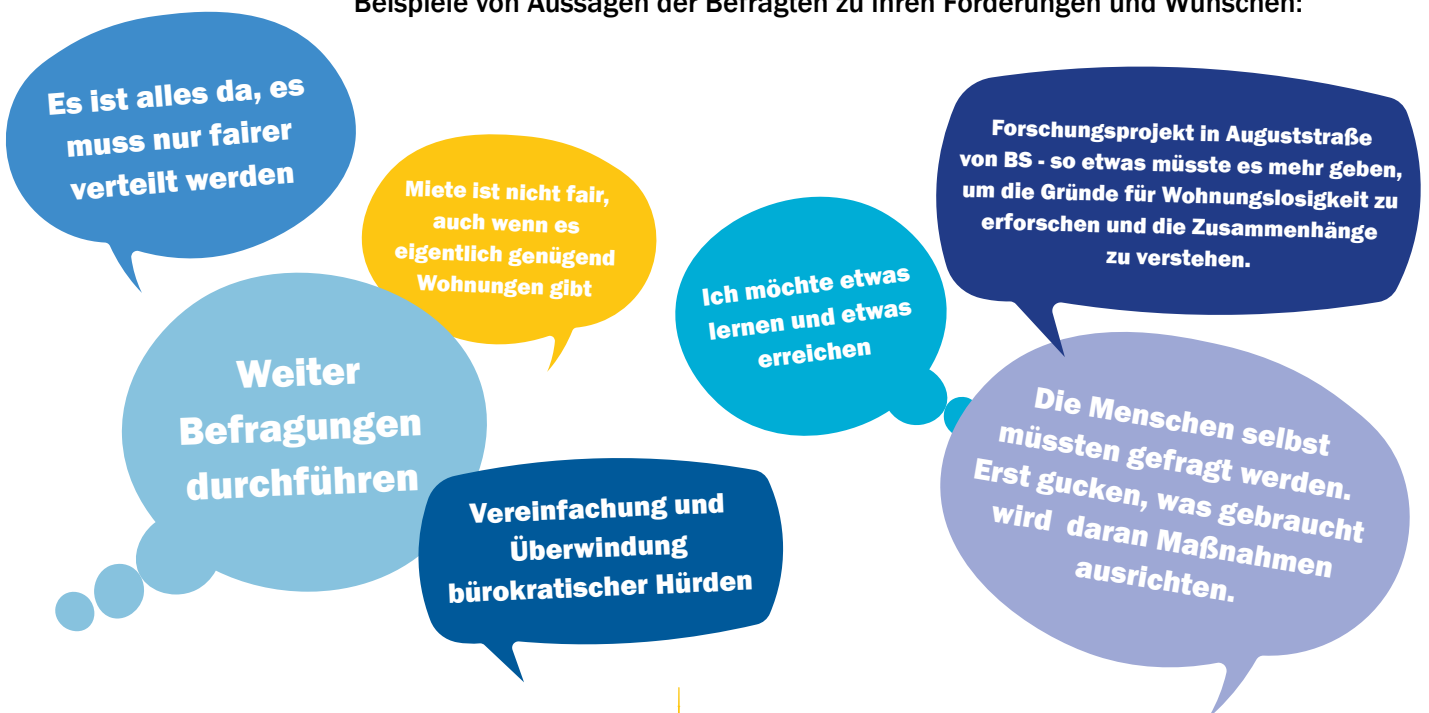 Beispiele von Aussagen der Befragten zu ihren Forderungen und Wünschen:
Es ist alles da, es
muss nur fairer
verteilt werden
Miete ist nicht fair,
auch wenn es
eigentlich genügend
Wohnungen gibt
Forschungsprojekt in Auguststraße
von BS - so etwas müsste es mehr geben,
um die Gründe für Wohnungslosigkeit zu
erforschen und die Zusammenhänge
zu verstehen.
Ich möchte etwas
lernen und etwas
erreichen
Weiter
Befragungen
durchführen
Die Menschen selbst
müssten gefragt werden.
Erst gucken, was gebraucht
wird daran Maßnahmen
ausrichten.
Vereinfachung und
Überwindung
bürokratischer Hürden